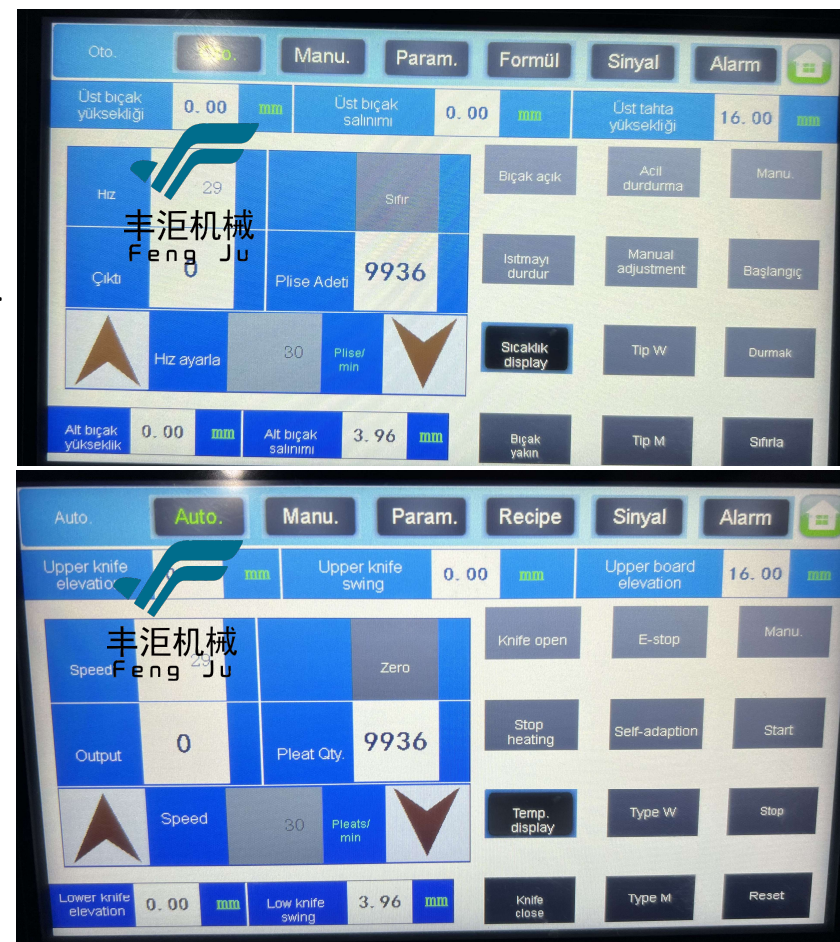 Oto.
Manu.
Param.
Formül
Sinyal
Alarm
Üst bıçak
yüksekliği
0.00
mm
Üst bıçak
salınımı
0.00
mm
Üst tahta
yüksekliği
16.00
mm
Hız
29
Sıfır
丰洰机械
Feng Ju
Çıktı
0
Plise Adeti
9936
Hız ayarla
30
Plise/
min
Alt bıçak
yükseklik
0.00
mm
Alt bıçak
salınımı
3.96
mm
Bıçak açık
Acil
durdurma
Manu.
Isıtmayı
durdur
Manual
adjustment
Başlangıç
Sıcaklık
display
Tip W
Durmak
Bıçak
yakın
Tip M
Sıfırla
Auto.
Auto.
Manu.
Param.
Recipe
Sinyal
Alarm
Upper knife
elevation
mm
Upper knife
swing
0.00
mm
Upper board
elevation
16.00
mm
Speed
29
Zero
丰洰机械
Feng Ju
Output
0
Pleat Qty.
9936
Speed
30
Pleats/
min
Lower knife
elevation
0.00
mm
Low knife
swing
3.96
mm
Knife open
E-stop
Manu.
Stop
heating
Self-adaption
Start
Temp.
display
Type W
Stop
Knife
close
Type M
Reset